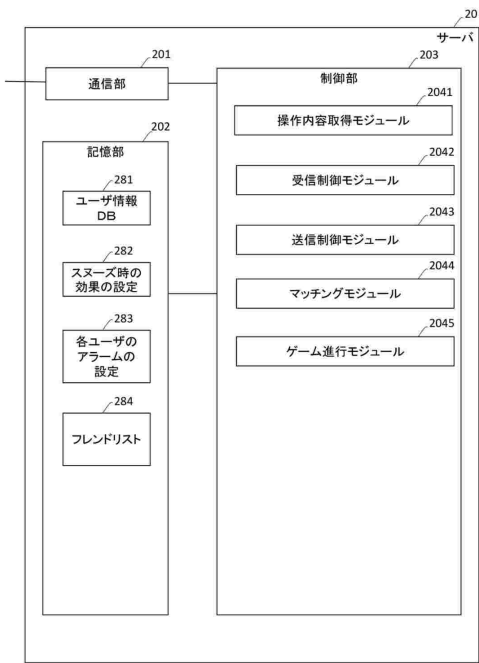 20
サーバ
201
通信部
202
記憶部
281
ユーザ情報
DB
282
スヌーズ時の
効果の設定
283
各ユーザの
アラームの
設定
284
フレンドリスト
203
制御部
2041
操作内容取得モジュール
2042
受信制御モジュール
2043
送信制御モジュール
2044
マッチングモジュール
2045
ゲーム進行モジュール